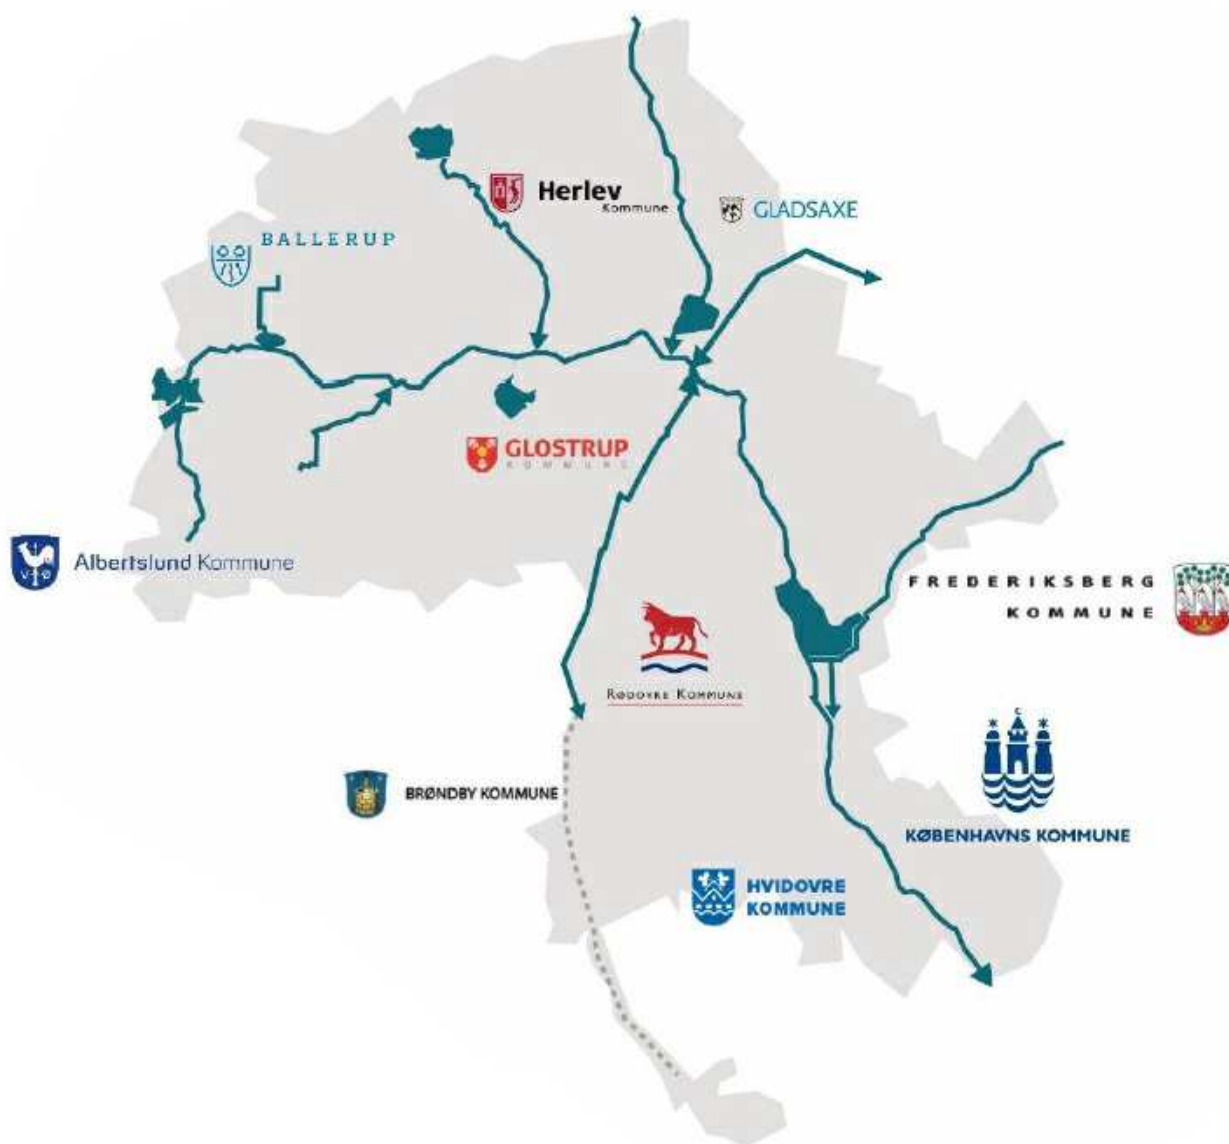 Herlev
Kommune
GLADSAXE
BALLERUP
GLOSTRUP
KOMMUNE
Albertslund Kommune
FREDERIKSBERG
KOMMUNE
RØDOVRE KOMMUNE
BRØNDBY KOMMUNE
KØBENHAVNS KOMMUNE
HVIDOVRE
KOMMUNE